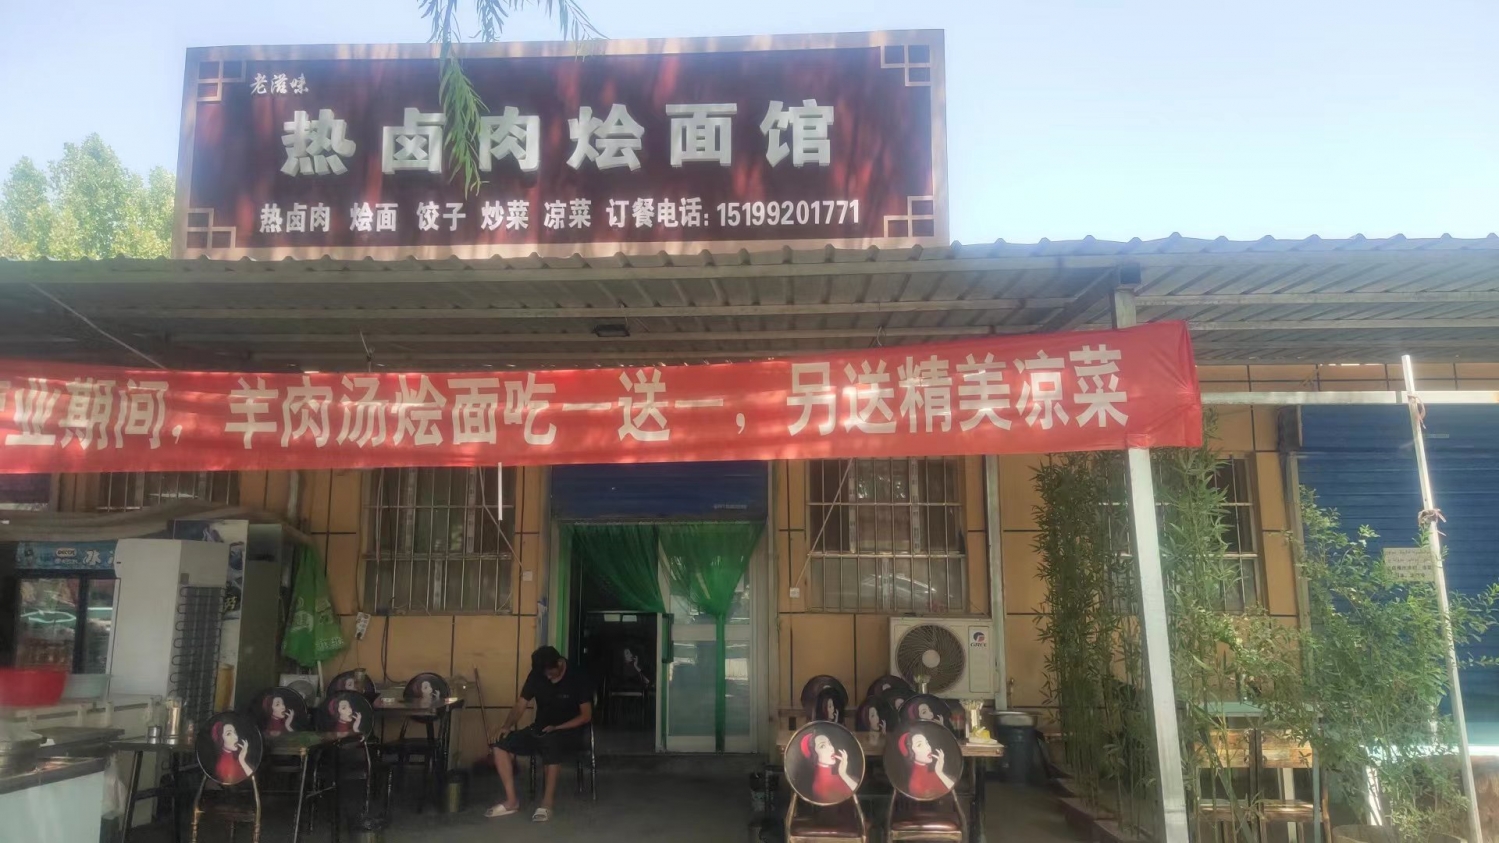 老滋味
热卤肉烩面馆
热卤肉 烩面 饺子 炒菜 凉菜 订餐电话:15199201771
业期间,羊肉汤烩面吃一送一,另送精美凉菜
冰